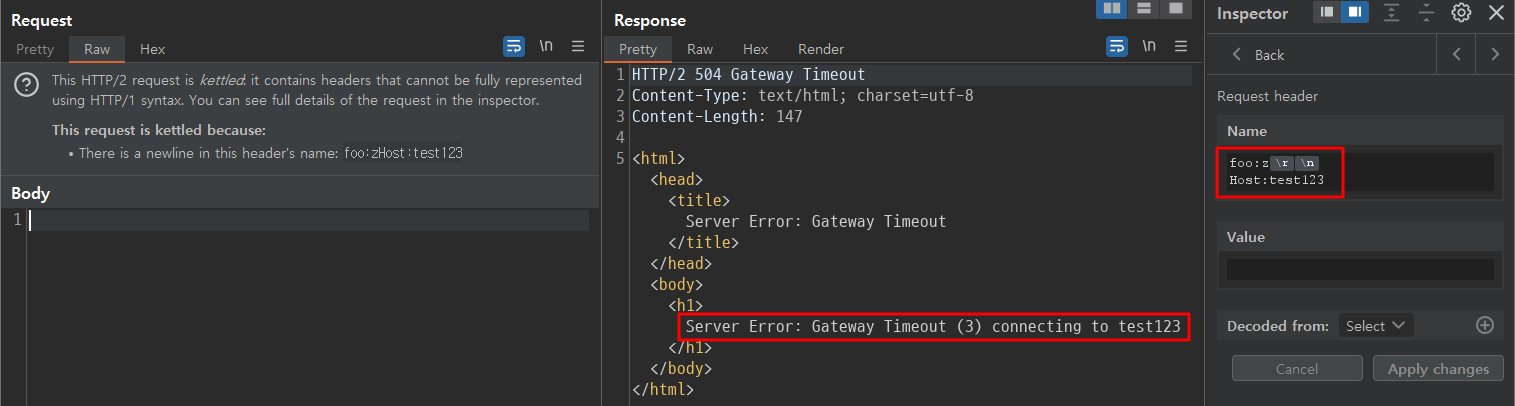 Request
Pretty Raw Hex
\n
This HTTP/2 request is kettled: it contains headers that cannot be fully represented
using HTTP/1 syntax. You can see full details of the request in the inspector.
This request is kettled because:
• There is a newline in this header's name: foo:zHost:test123
Body
1
Response
Pretty Raw Hex Render
\n
1 HTTP/2 504 Gateway Timeout
2 Content-Type: text/html; charset=utf-8
3 Content-Length: 147
4
5 <html>
<head>
<title>
Server Error: Gateway Timeout
</title>
</head>
<body>
<h1>
Server Error: Gateway Timeout (3) connecting to test123
</h1>
</body>
</html>
Inspector
Back
Request header
Name
foo:z\r\n
Host:test123
Value
Decoded from: Select
Cancel Apply changes